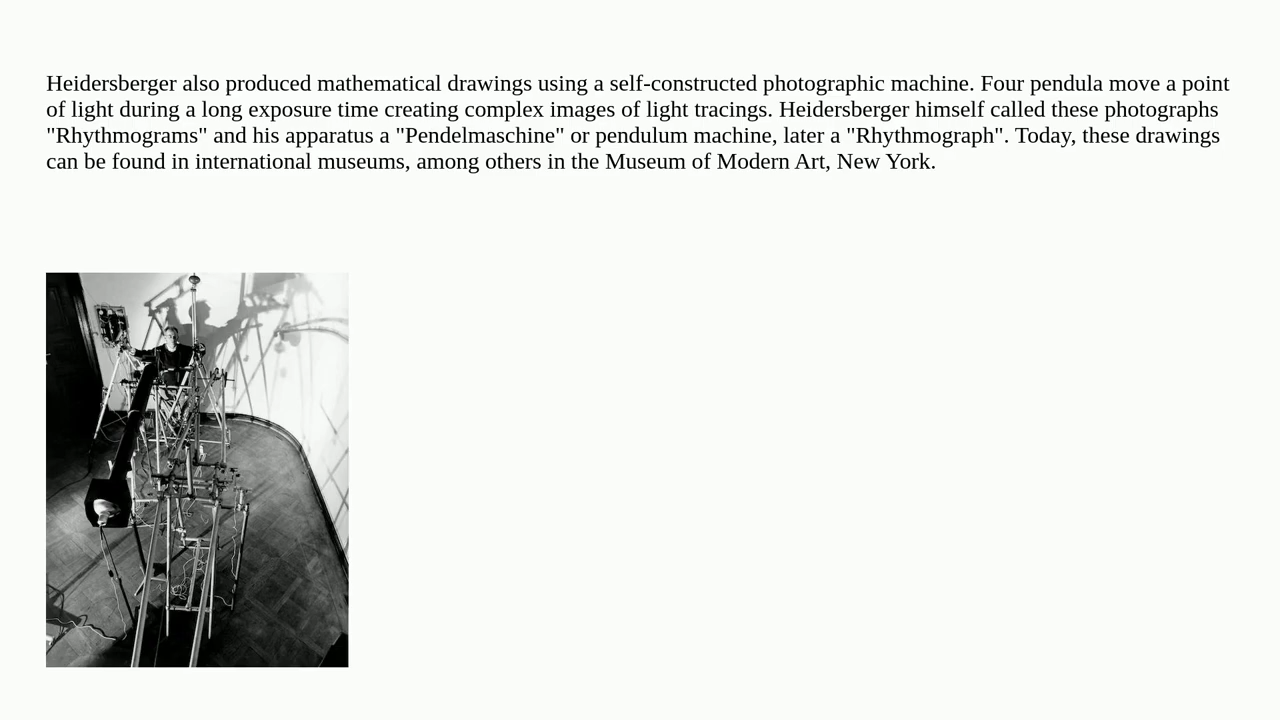 Heidersberger also produced mathematical drawings using a self-constructed photographic machine. Four pendula move a point
of light during a long exposure time creating complex images of light tracings. Heidersberger himself called these photographs
"Rhythmograms" and his apparatus a "Pendelmaschine" or pendulum machine, later a "Rhythmograph". Today, these drawings
can be found in international museums, among others in the Museum of Modern Art, New York.